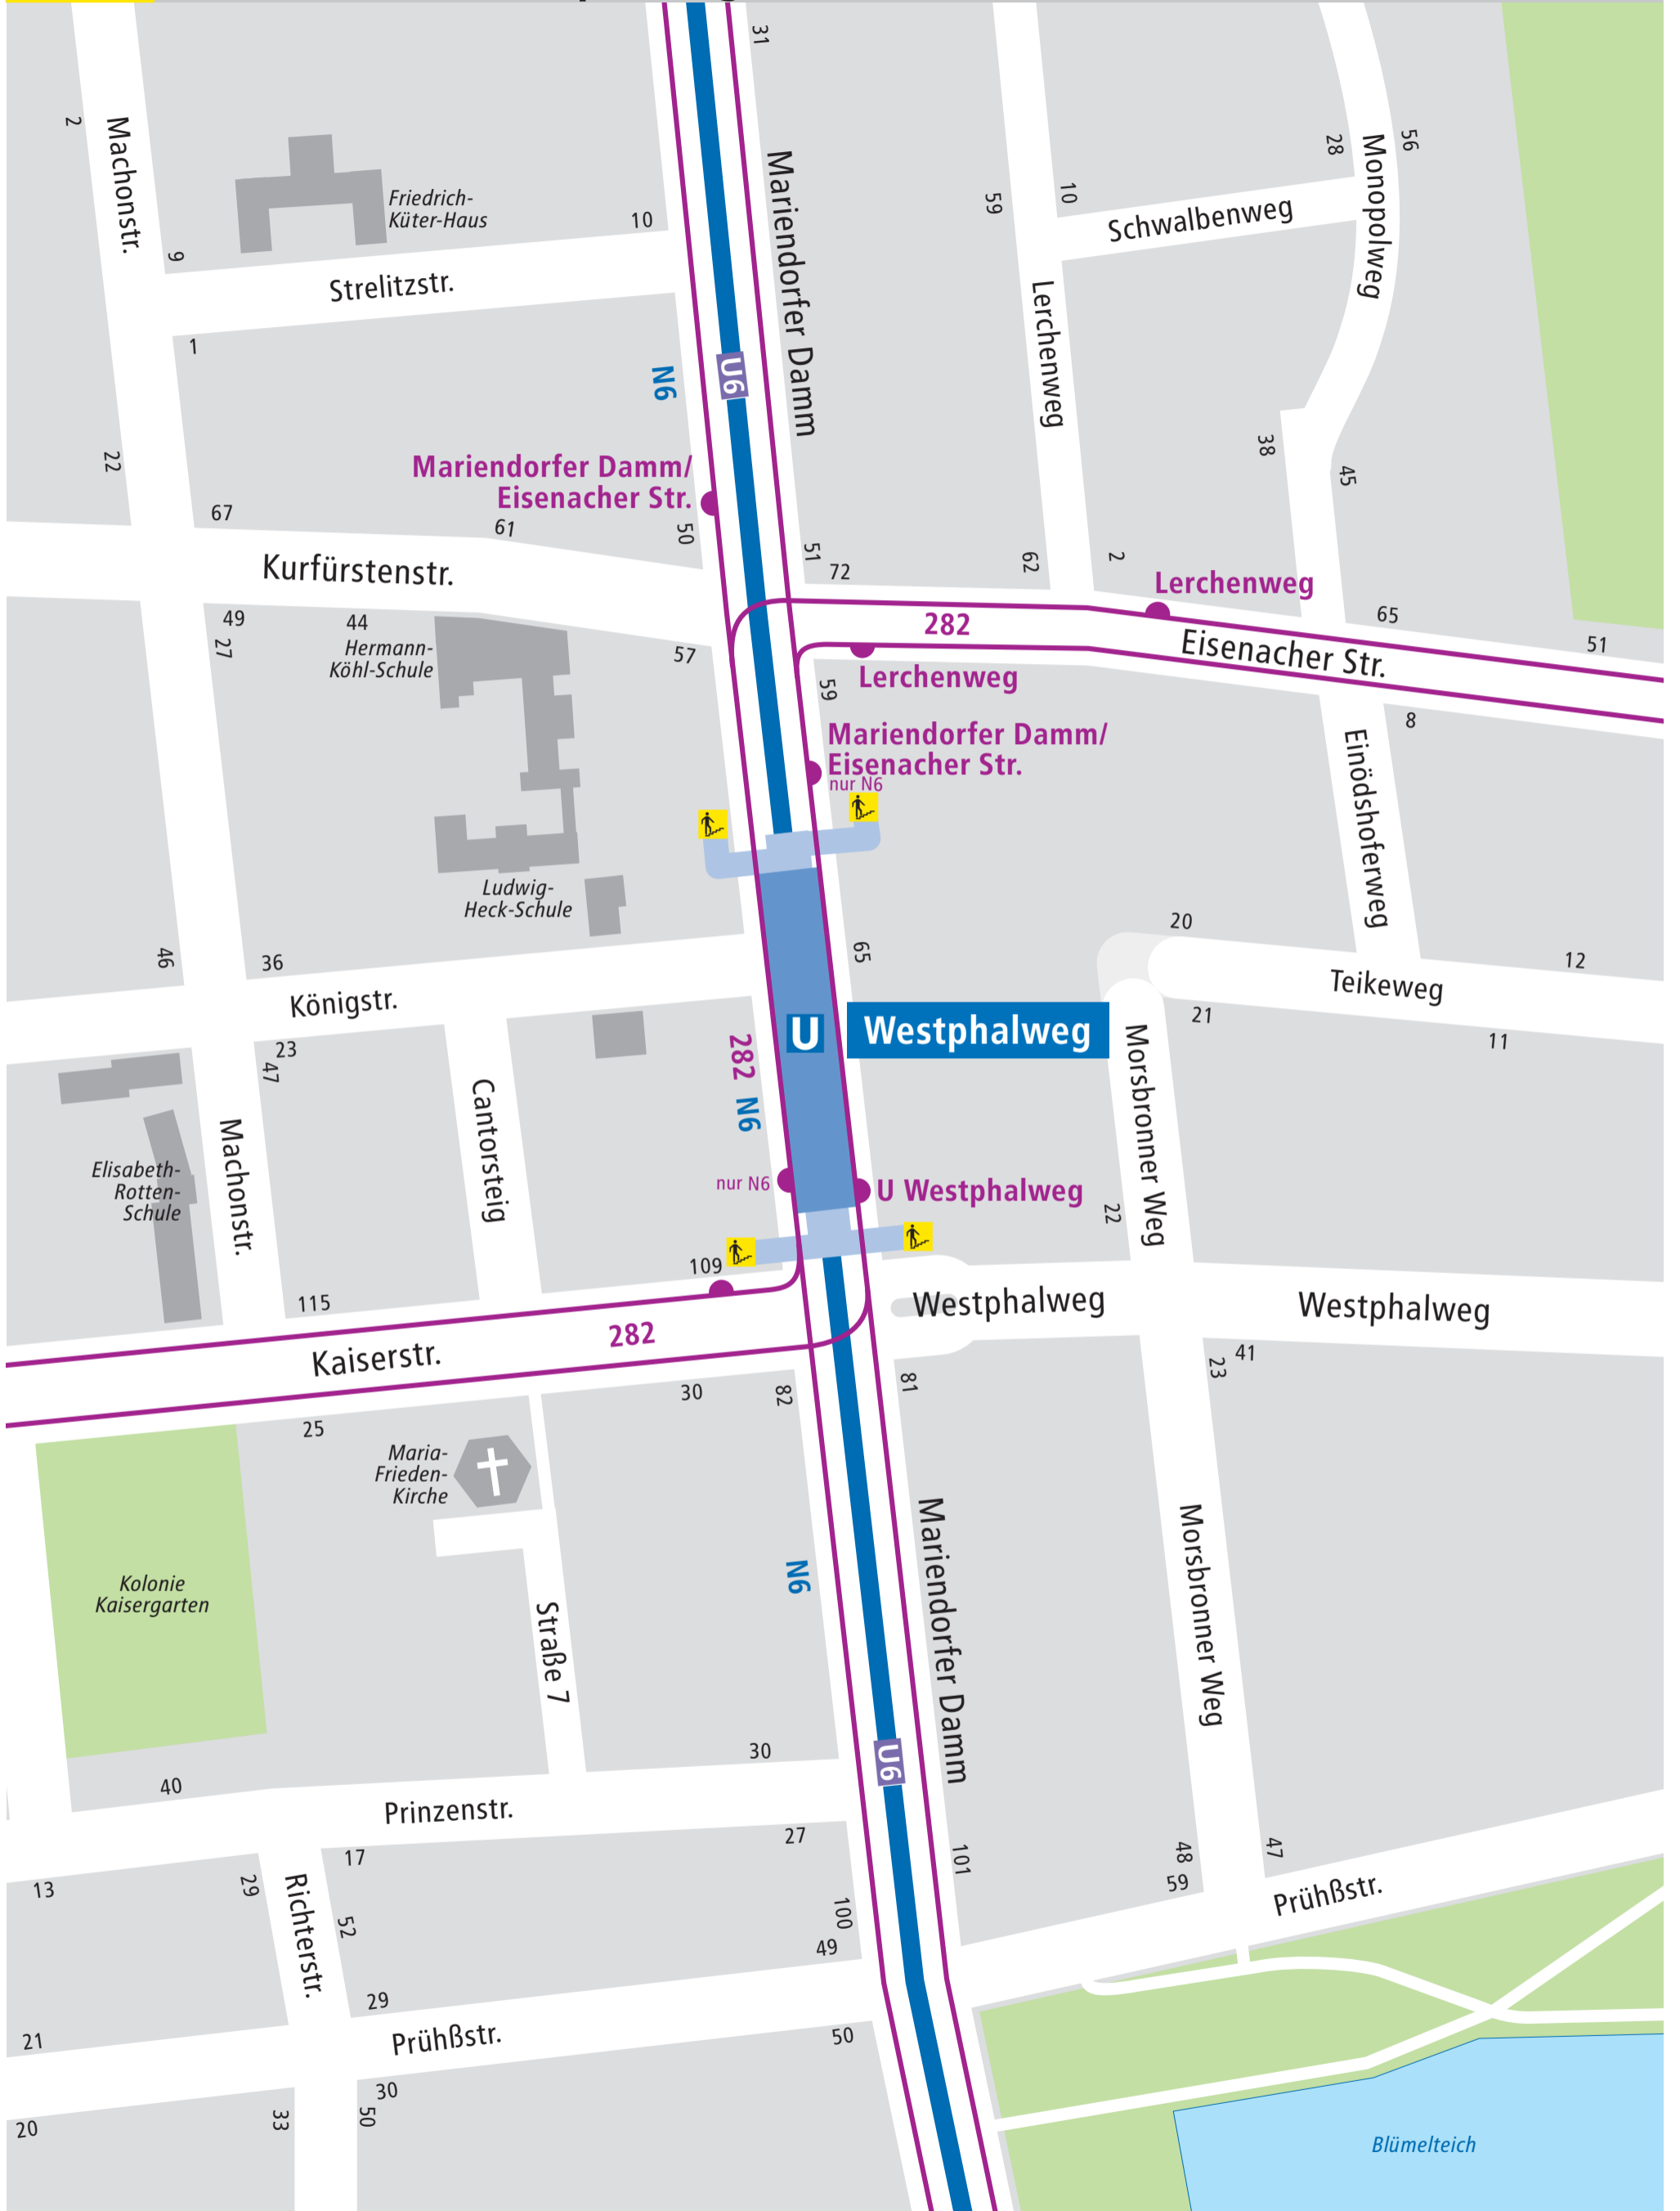 31
2
Machonstr.
Mariendorfer Damm
28
Monopolweg
56
59
10
Schwalbenweg
Friedrich-
Küter-Haus
10
9
Strelitzstr.
Lerchenweg
1
N6
U6
22
38
45
Mariendorfer Damm/
Eisenacher Str.
67
61
50
51
72
62
2
Kurfürstenstr.
Lerchenweg
49
44
27
Hermann-
Köhl-Schule
57
282
65
51
Eisenacher Str.
Lerchenweg
59
8
Mariendorfer Damm/
Eisenacher Str.
nur N6
Einödshoferweg
Ludwig-
Heck-Schule
46
36
65
20
12
Königstr.
Teikeweg
21
11
U
Westphalweg
23
47
282
N6
Cantorsteig
Machonstr.
Morsbronner Weg
Elisabeth-
Rotten-
Schule
nur N6
U Westphalweg
22
109
115
Westphalweg
Westphalweg
282
Kaiserstr.
41
23
30
82
81
25
Maria-
Frieden-
Kirche
Mariendorfer Damm
Morsbronner Weg
N6
Kolonie
Kaisergarten
Straße 7
U6
30
40
Prinzenstr.
27
17
13
29
101
48
47
59
Prühßstr.
Richterstr.
52
100
49
29
21
Prühßstr.
50
30
20
33
50
Blümelteich